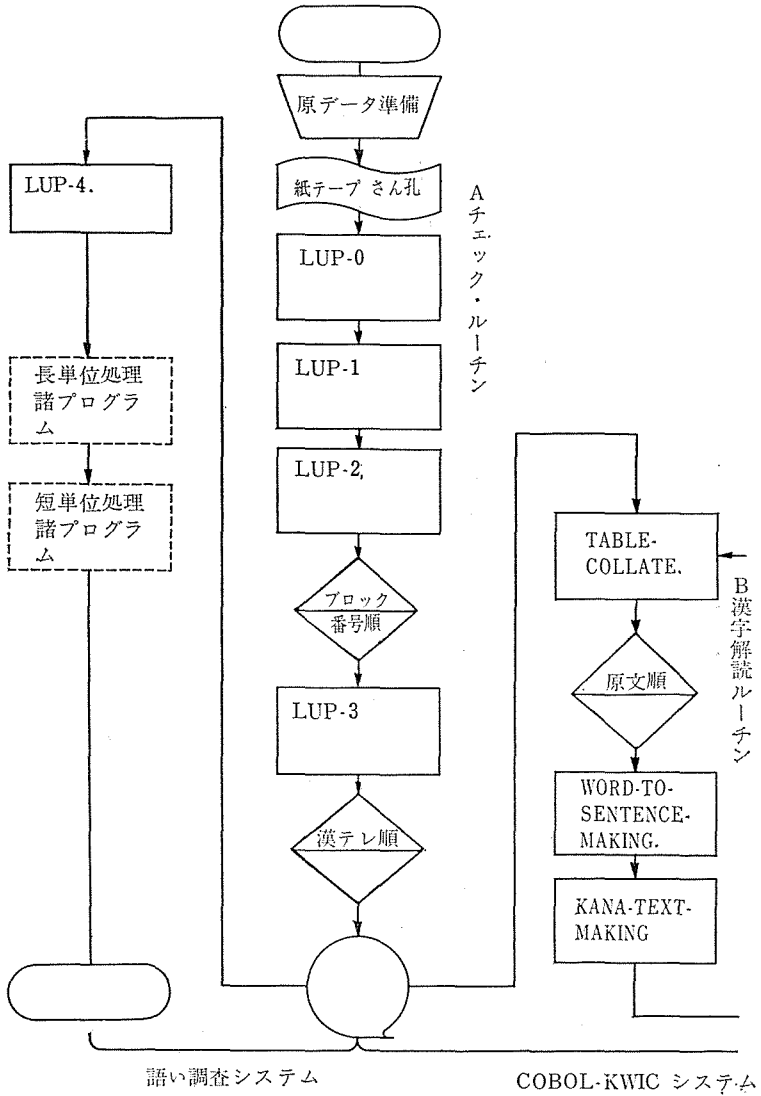 原データ準備
紙テープ さん孔
Aチェック・ルーチン
LUP-0
LUP-1
LUP-2,
ブロック
番号順
LUP-3
漢テレ順
LUP-4.
長単位処理
諸プログラ
ム
短単位処理
諸プログラ
ム
TABLE-
COLLATE.
B漢字解読ルーチン
原文順
WORD-TO-
SENTENCE-
MAKING.
KANA-TEXT-
MAKING
語い調査システム
COBOL-KWIC システム